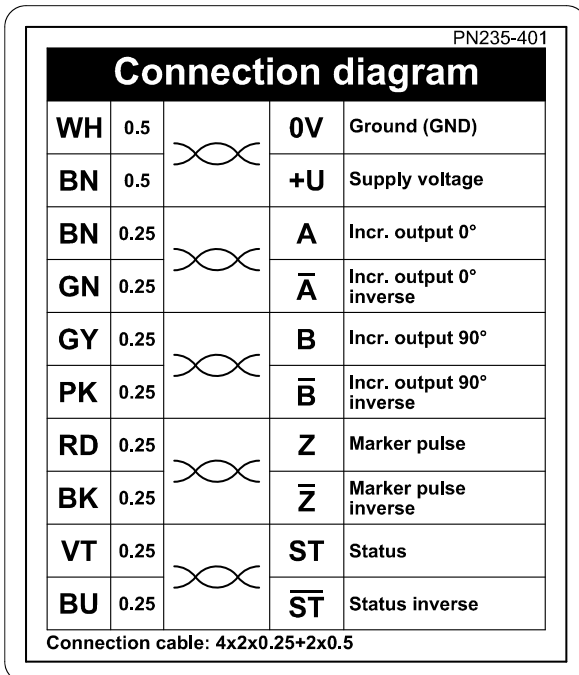 PN235-401
Connection diagram
WH 0.5 0V Ground (GND)
BN 0.5 +U Supply voltage
BN 0.25 A Incr. output 0°
GN 0.25 A̅ Incr. output 0°
inverse
GY 0.25 B Incr. output 90°
PK 0.25 B̅ Incr. output 90°
inverse
RD 0.25 Z Marker pulse
BK 0.25 Z̅ Marker pulse
inverse
VT 0.25 ST Status
BU 0.25 S̅T̅ Status inverse
Connection cable: 4x2x0.25+2x0.5